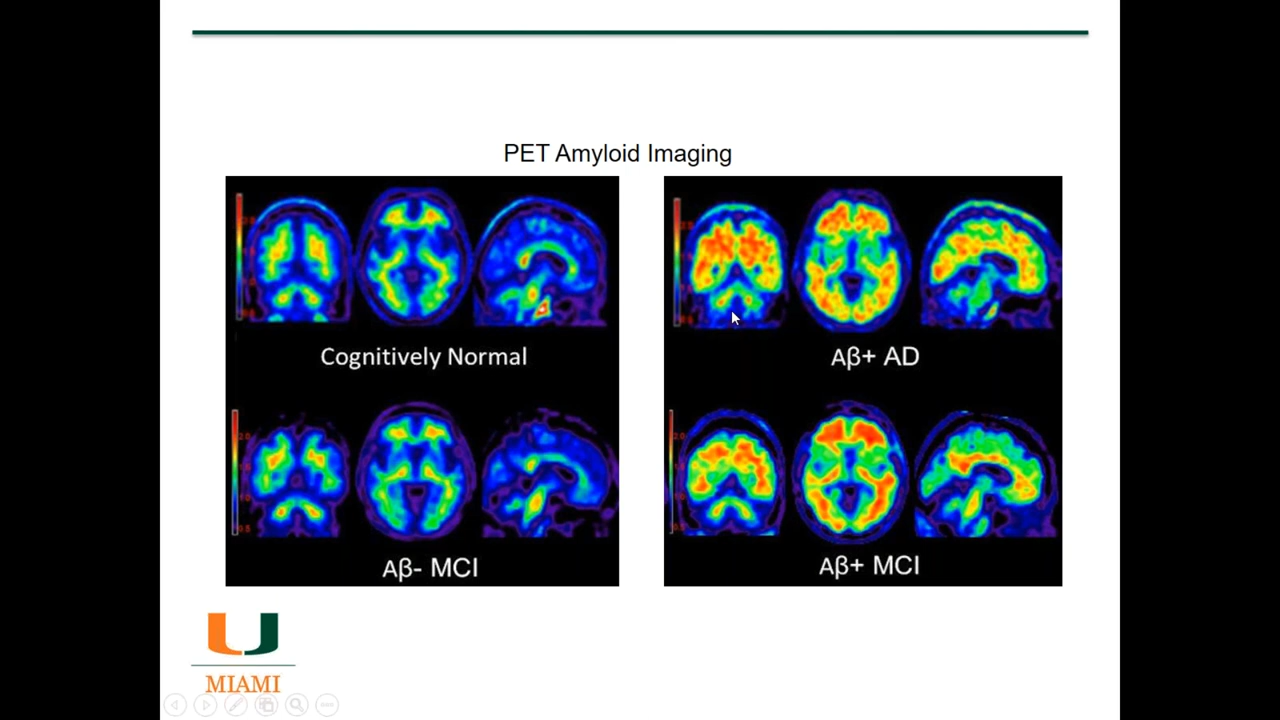 PET Amyloid Imaging
Cognitively Normal
Aβ+ AD
Aβ- MCI
Aβ+ MCI
U
MIAMI